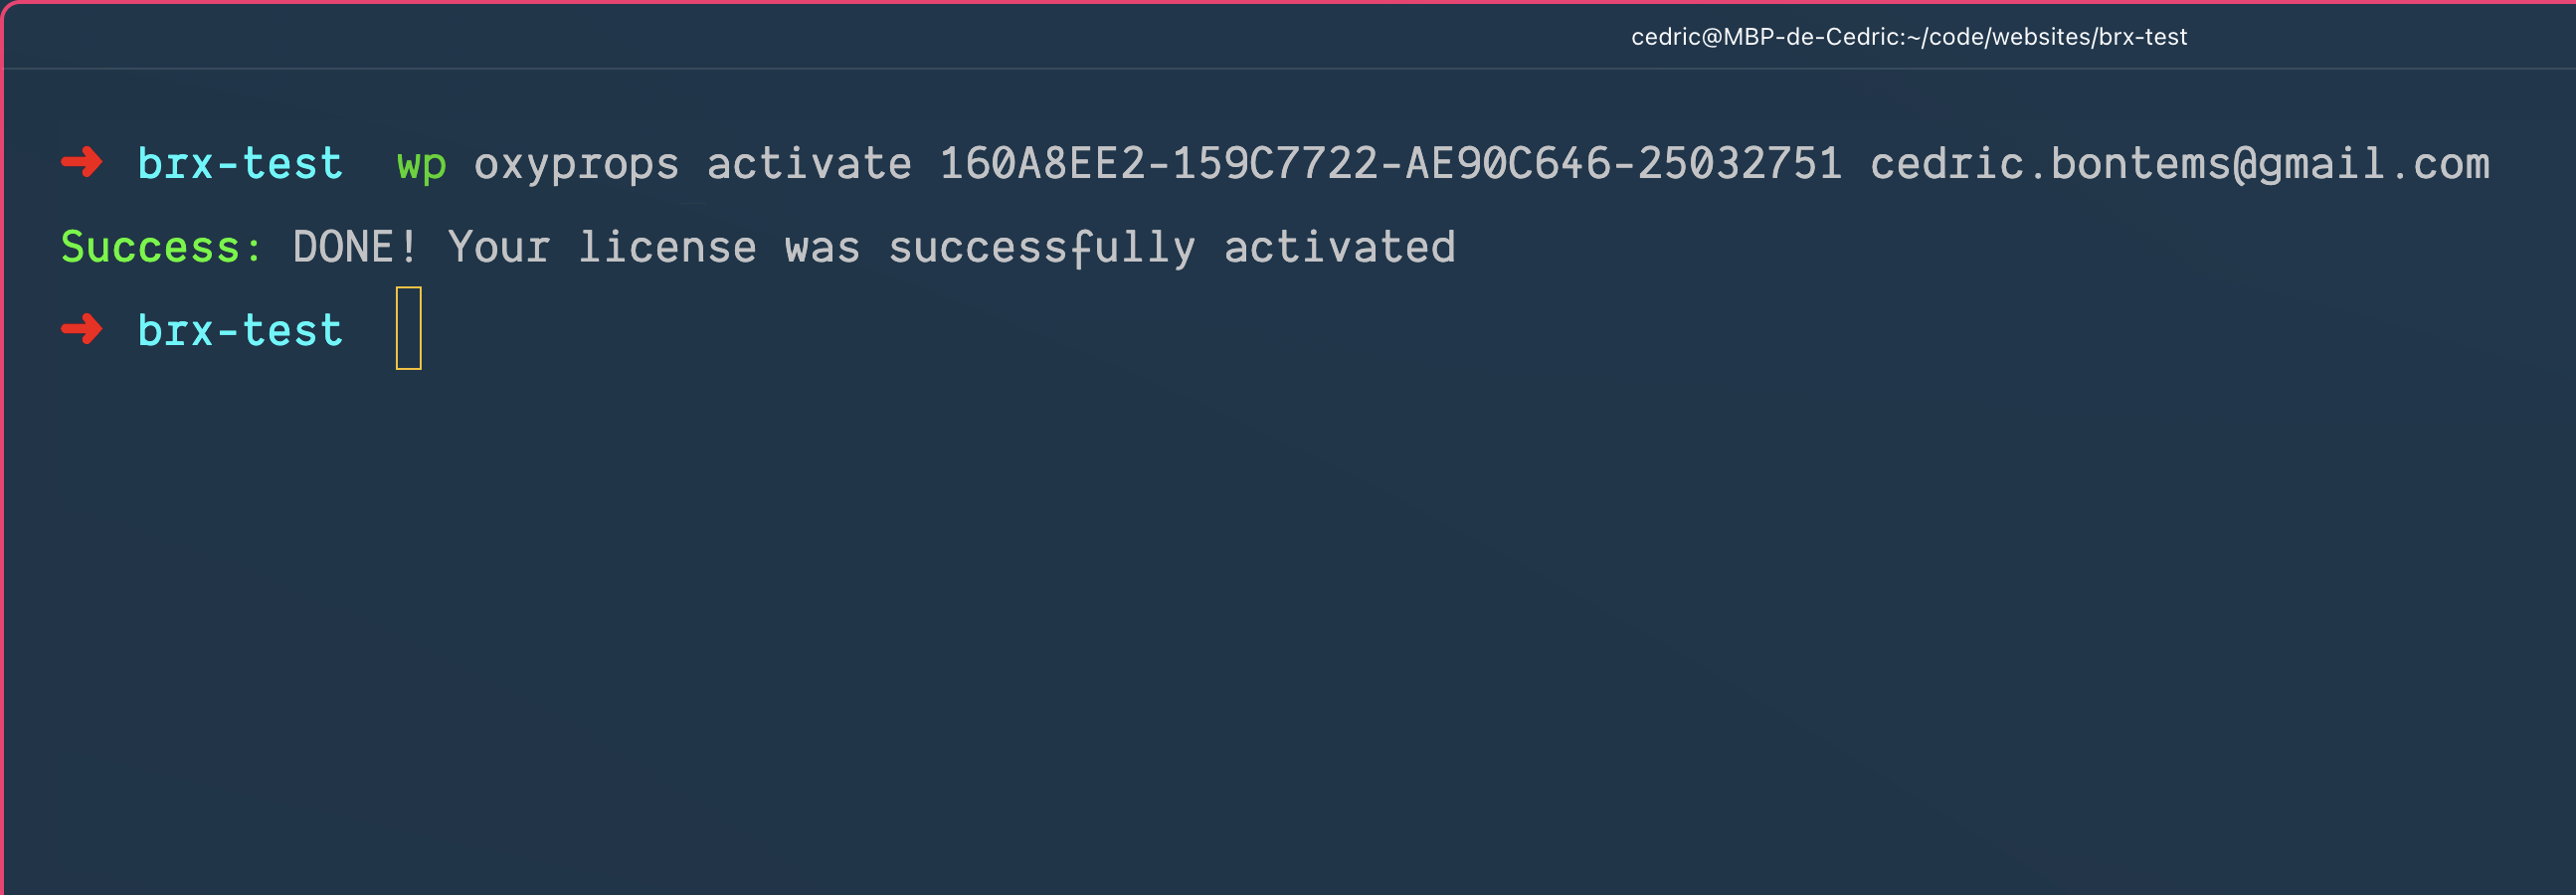 cedric@MBP-de-Cedric:~/code/websites/brx-test
➜ brx-test wp oxyprops activate 160A8EE2-159C7722-AE90C646-25032751 cedric.bontems@gmail.com
Success: DONE! Your license was successfully activated
➜ brx-test